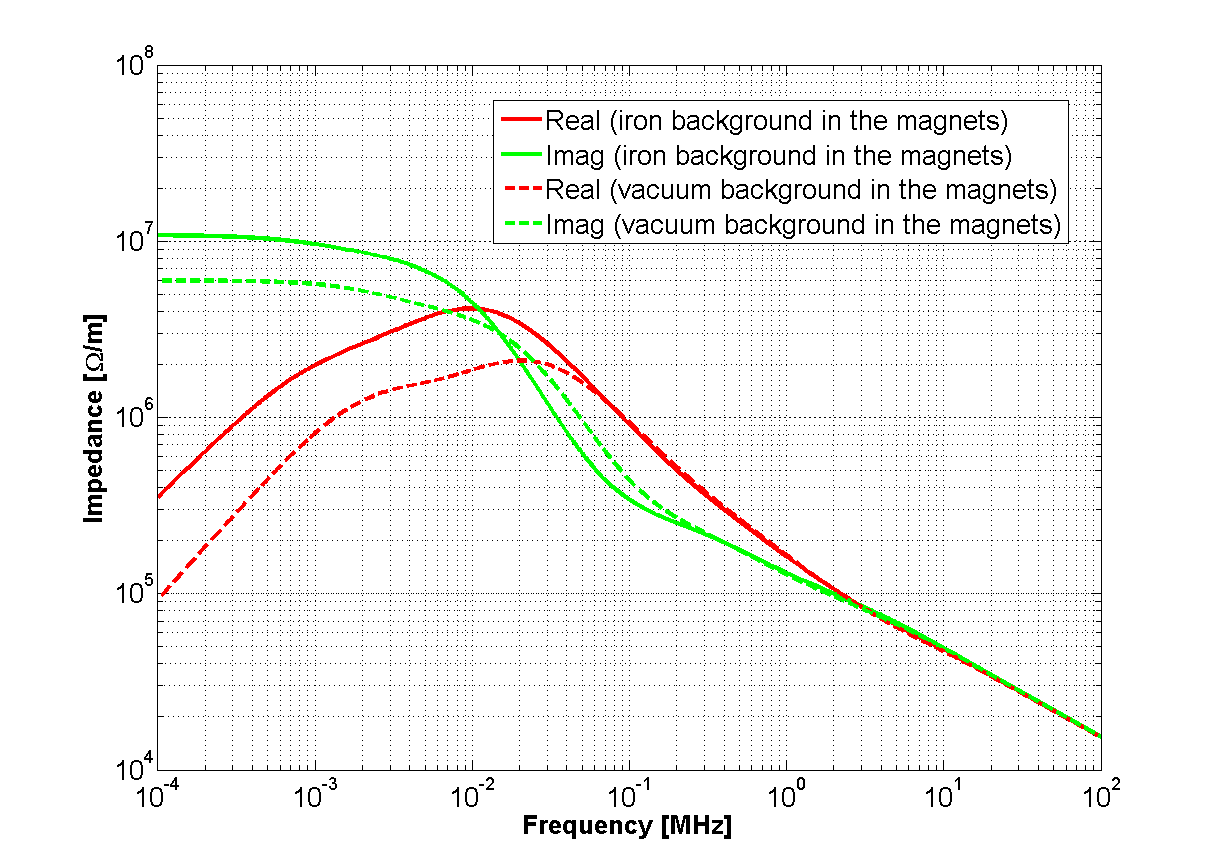 10^8
10^7
10^6
10^5
10^4
Impedance [Ω/m]
Real (iron background in the magnets)
Imag (iron background in the magnets)
Real (vacuum background in the magnets)
Imag (vacuum background in the magnets)
10^-4 10^-3 10^-2 10^-1 10^0 10^1 10^2
Frequency [MHz]